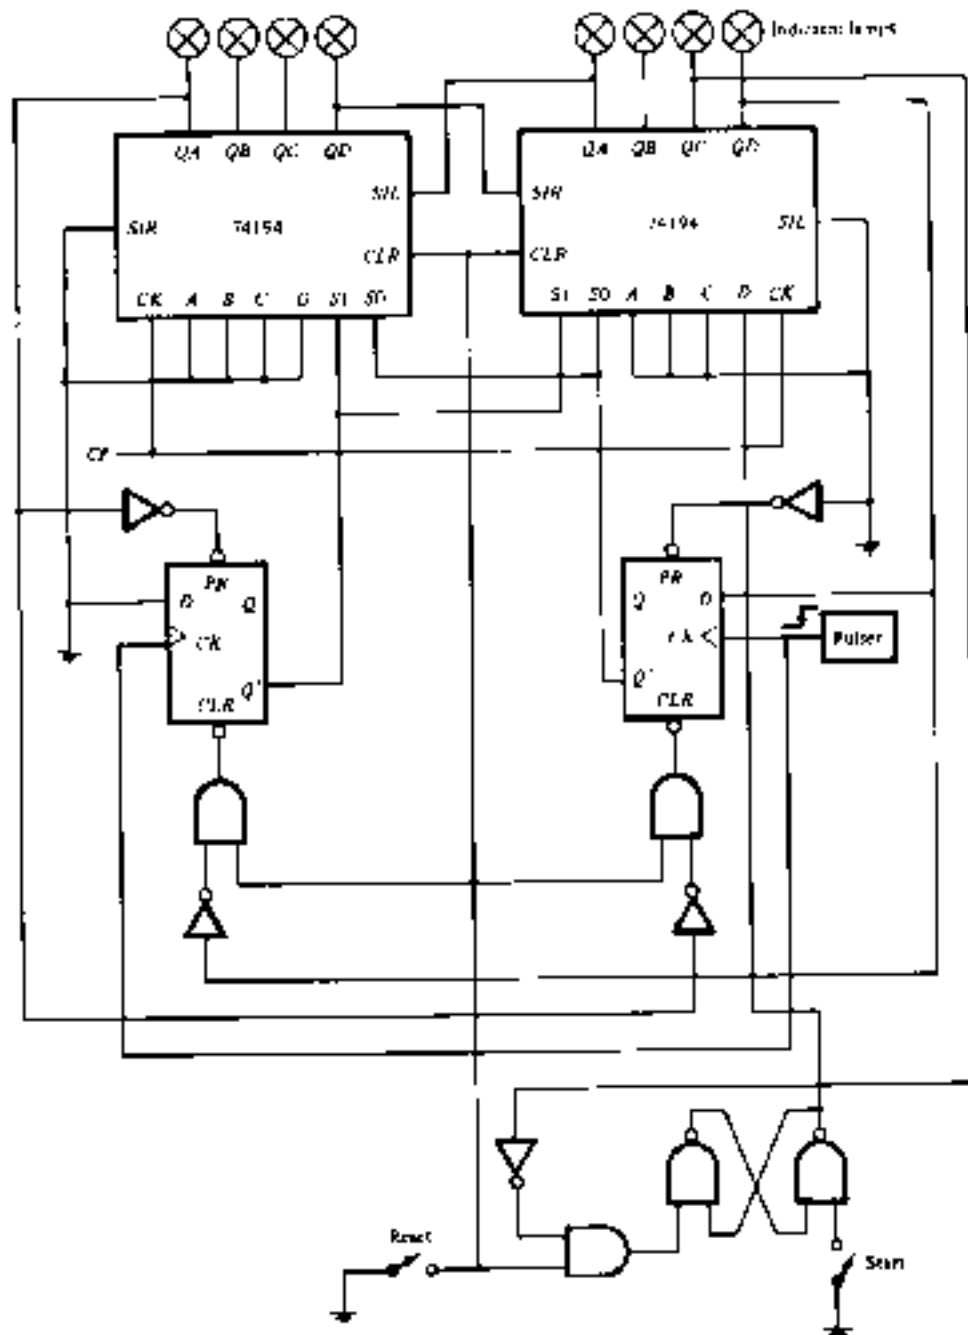 Indicator lamps
QA QB QC QD
QA QB QC QD
SIL
SIR
SIR
74194
74194
SIL
CLR
CLR
CK A B C D S1 S0
S1 S0 A B C D CK
CP
PR
PR
D Q
Q D
CK
CK
Pulser
Q'
Q'
CLR
CLR
Reset
Start